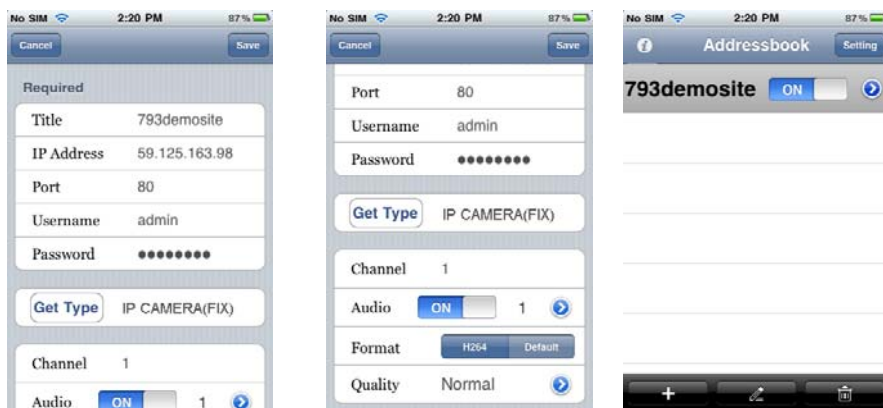 No SIM 2:20 PM 87%
Cancel Save
Required
Title 793demosite
IP Address 59.125.163.98
Port 80
Username admin
Password ●●●●●●●●
Get Type IP CAMERA(FIX)
Channel 1
Audio ON 1
No SIM 2:20 PM 87%
Cancel Save
Port 80
Username admin
Password ●●●●●●●●
Get Type IP CAMERA(FIX)
Channel 1
Audio ON 1
Format H264 Default
Quality Normal
No SIM 2:20 PM 87%
Addressbook Setting
793demosite ON